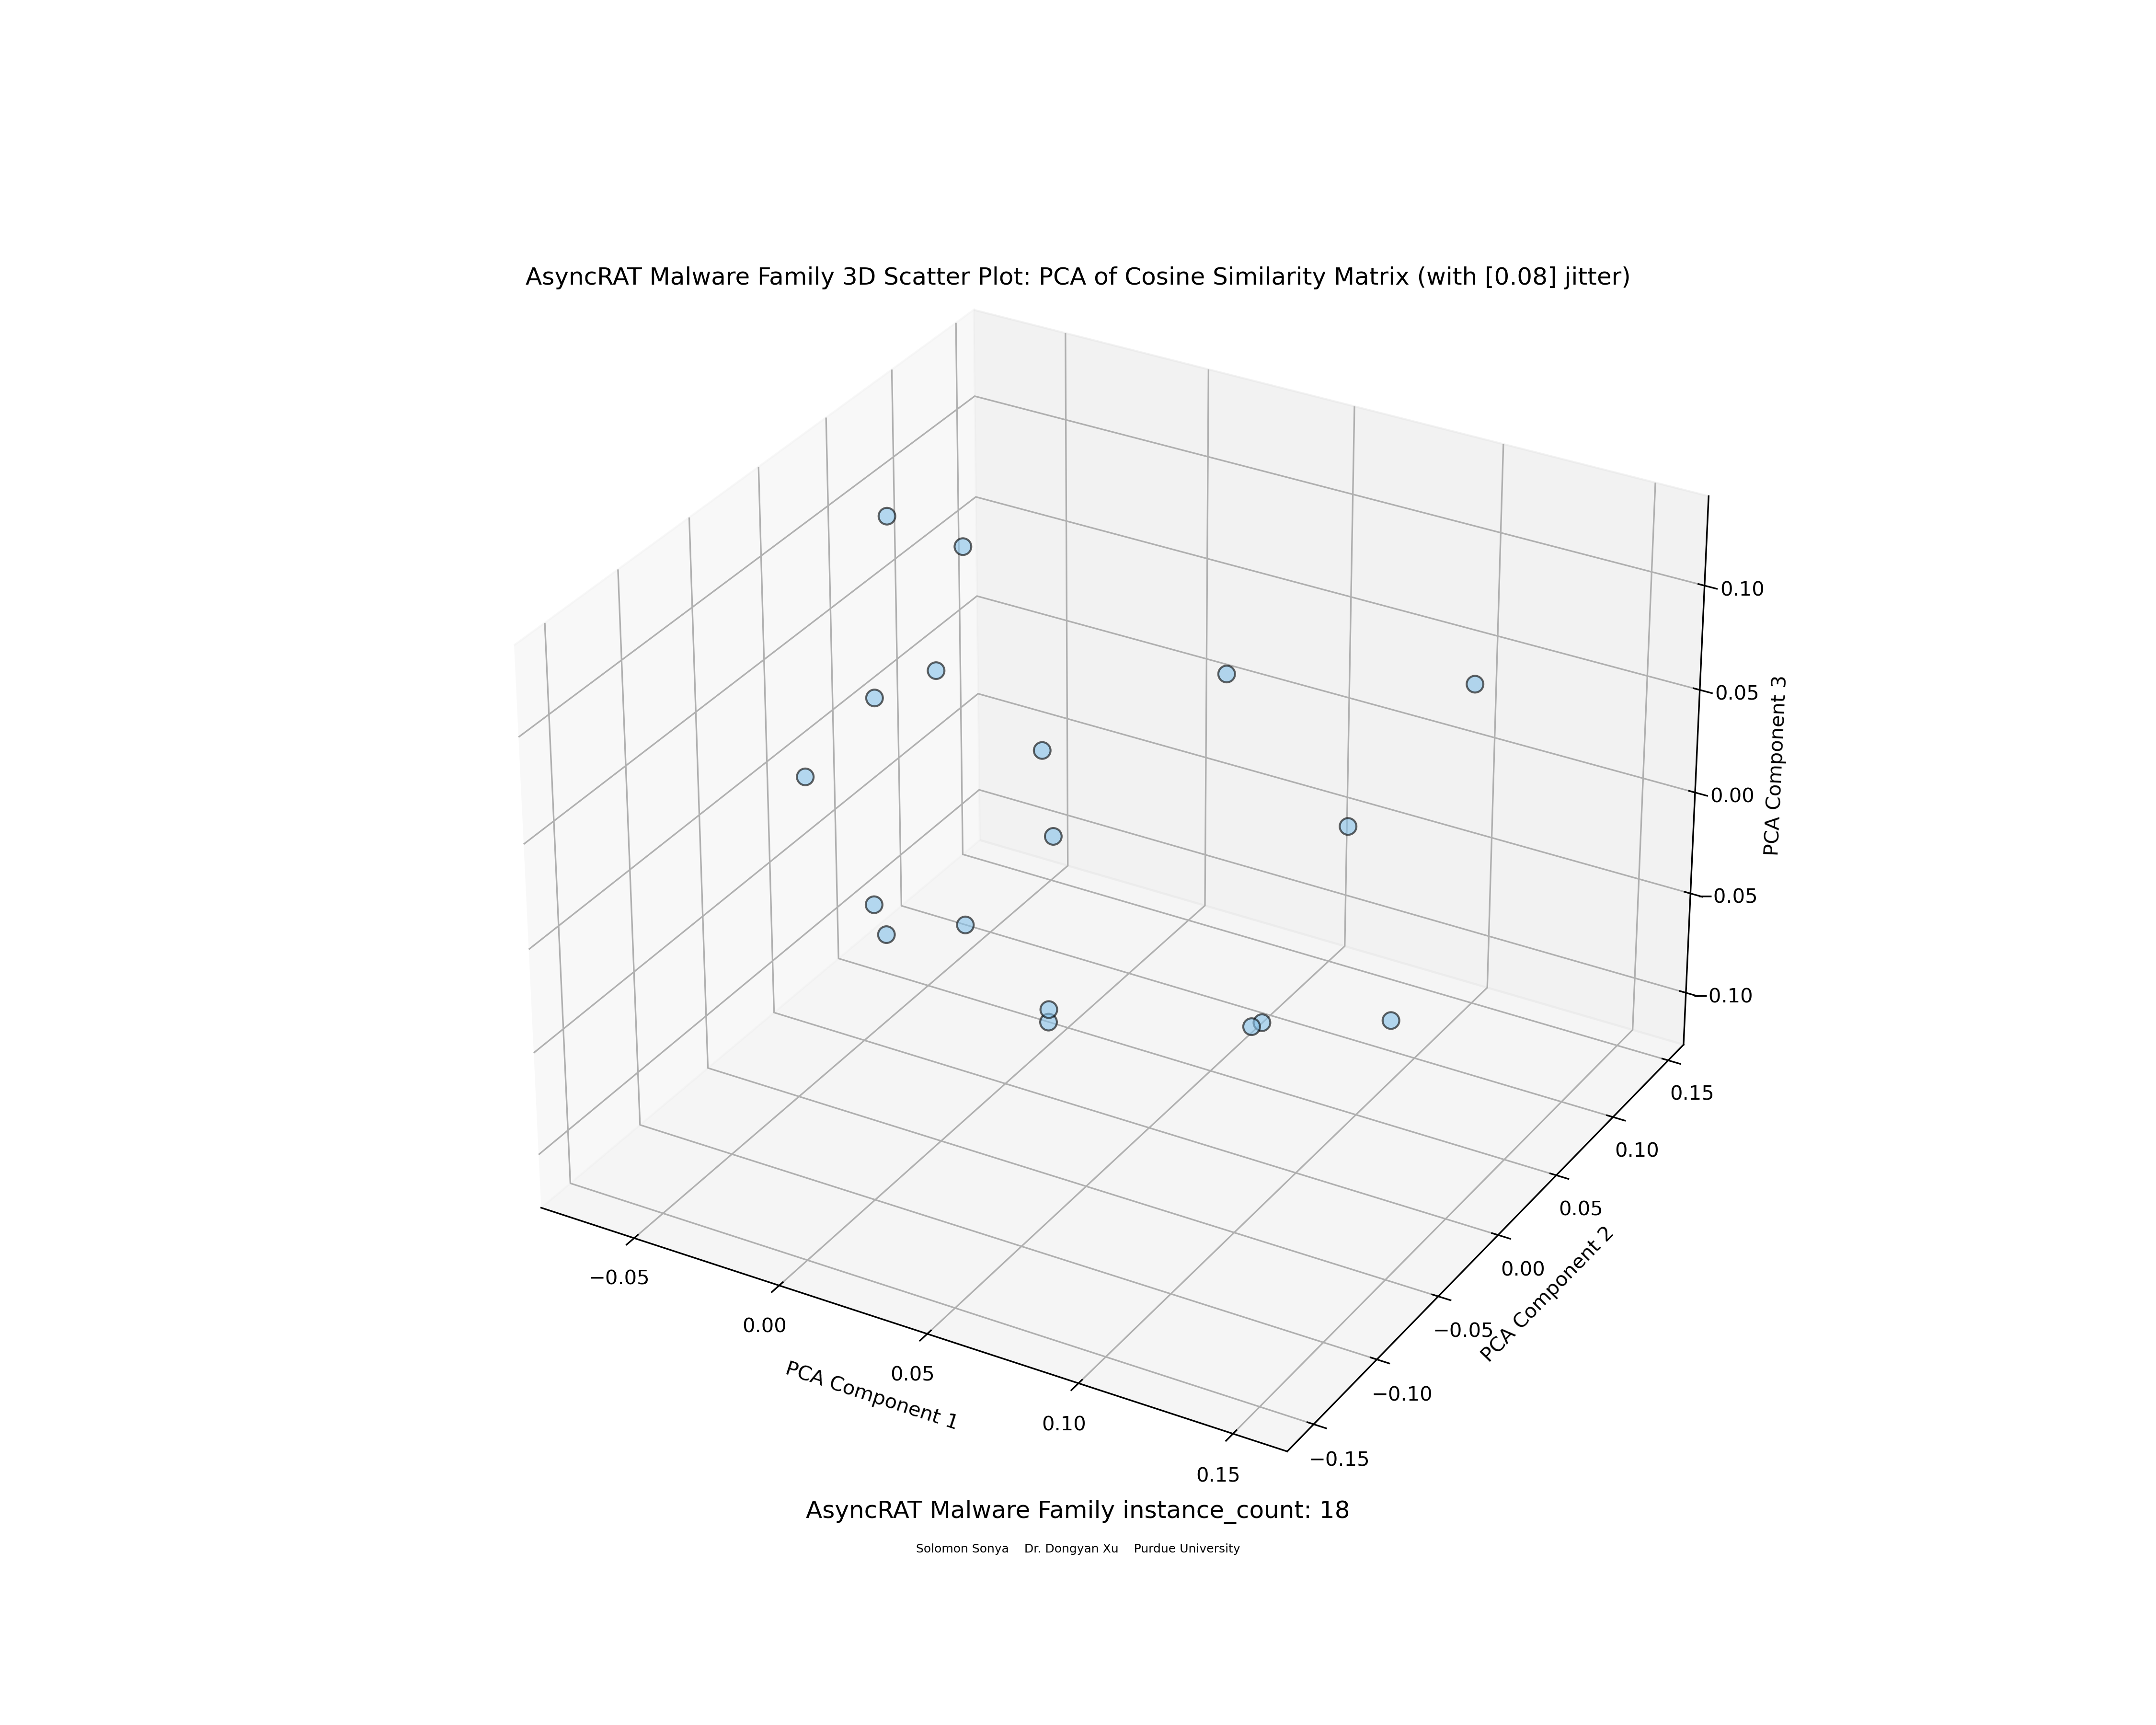 AsyncRAT Malware Family 3D Scatter Plot: PCA of Cosine Similarity Matrix (with [0.08] jitter)
0.10
0.05
0.00
−0.05
−0.10
PCA Component 3
0.15
0.10
0.05
0.00
−0.05
−0.10
−0.15
PCA Component 2
−0.05
0.00
0.05
0.10
0.15
PCA Component 1
AsyncRAT Malware Family instance_count: 18
Solomon Sonya    Dr. Dongyan Xu    Purdue University